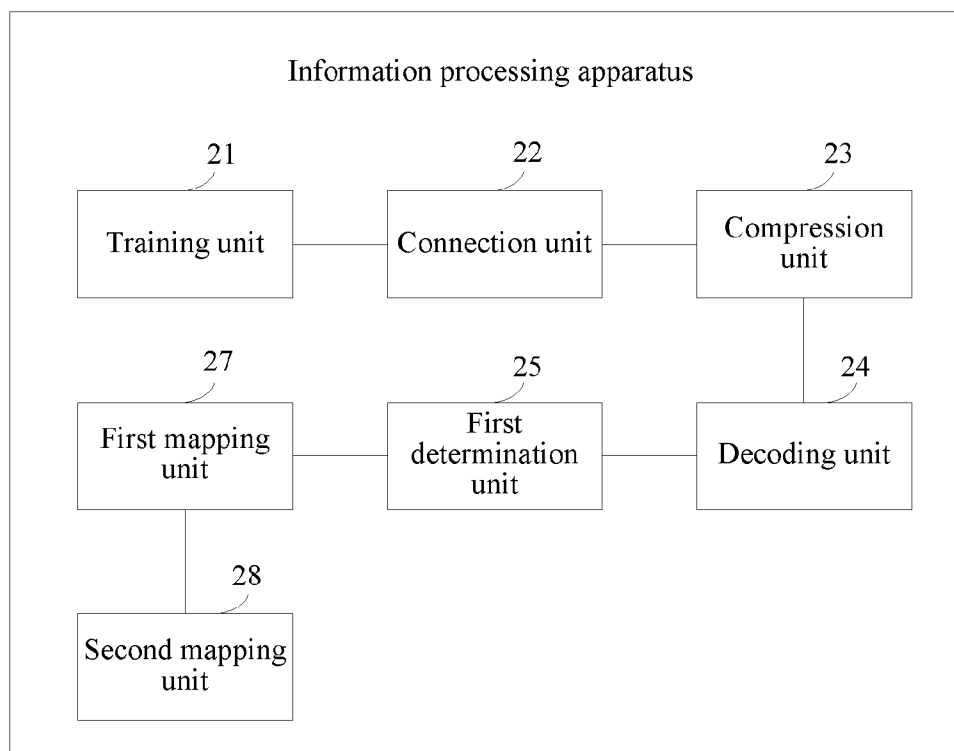 Information processing apparatus
21
22
23
Training unit
Connection unit
Compression
unit
27
25
24
First mapping
unit
First
determination
unit
Decoding unit
28
Second mapping
unit